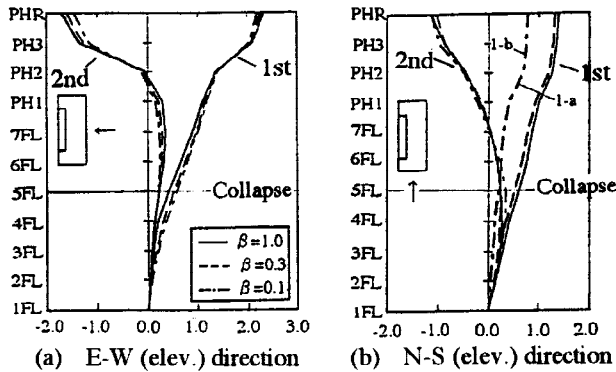 PHR
PH3
PH2
PH1
7FL
6FL
5FL
4FL
3FL
2FL
1FL
2nd
1st
Collapse
β=1.0
β=0.3
β=0.1
-2.0 -1.0 0.0 1.0 2.0 3.0
(a) E-W (elev.) direction
PHR
PH3
PH2
PH1
7FL
6FL
5FL
4FL
3FL
2FL
1FL
1-b
2nd
1st
1-a
Collapse
-2.0 -1.0 0.0 1.0 2.0
(b) N-S (elev.) direction